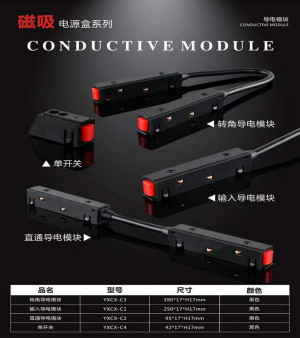 磁吸 电源盒系列
导电模块
CONDUCTIVE MODULE
CONDUCTIVE MODULE
◀ 转角导电模块
▲ 单开关
◀ 输入导电模块
直通导电模块 ▶
品名 型号 尺寸 颜色
转角导电模块 YXCX-C3 390*17*H17mm 黑色
输入导电模块 YXCX-C1 250*17*H17mm 黑色
直通导电模块 YXCX-C2 95*17*H17mm 黑色
单开关 YXCX-C4 42*17*H17mm 黑色